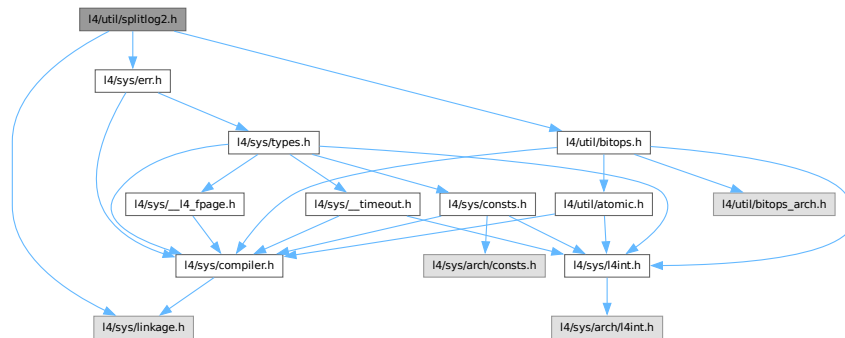 l4/util/splitlog2.h
l4/sys/err.h
l4/sys/types.h
l4/util/bitops.h
l4/sys/__l4_fpage.h
l4/sys/__timeout.h
l4/sys/consts.h
l4/util/atomic.h
l4/util/bitops_arch.h
l4/sys/compiler.h
l4/sys/arch/consts.h
l4/sys/l4int.h
l4/sys/linkage.h
l4/sys/arch/l4int.h